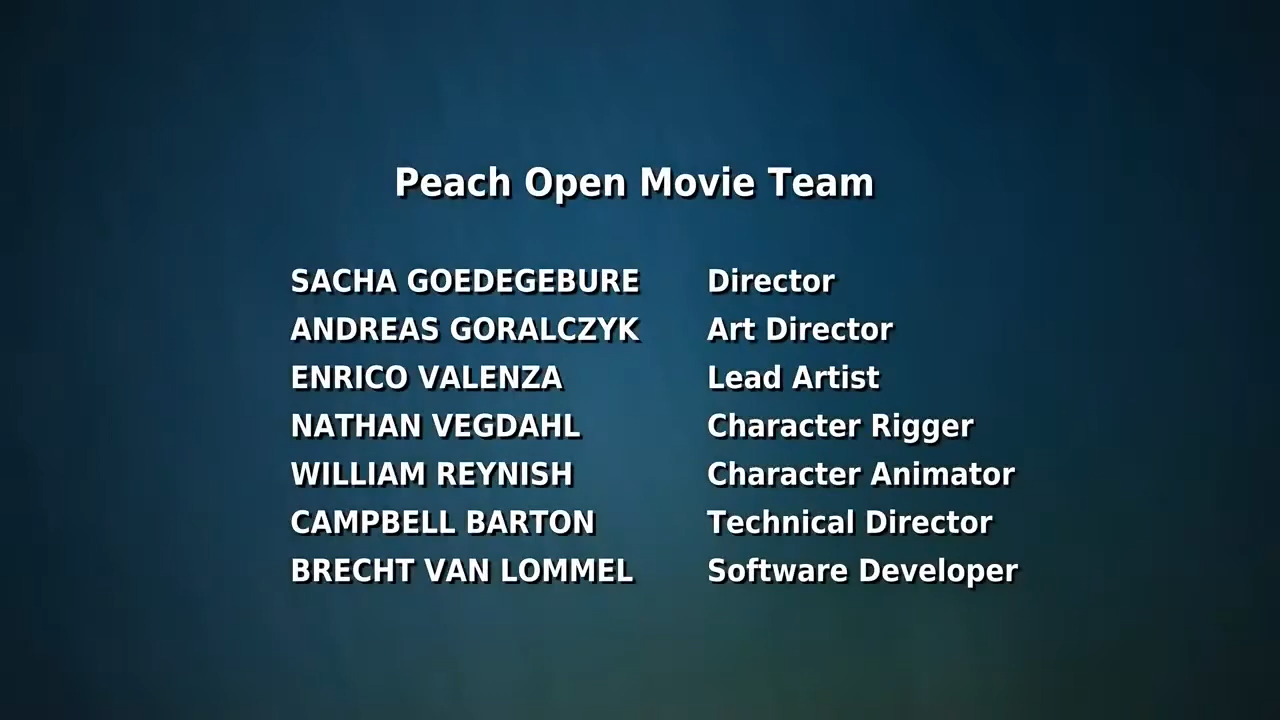 Peach Open Movie Team
SACHA GOEDEGEBURE Director
ANDREAS GORALCZYK Art Director
ENRICO VALENZA Lead Artist
NATHAN VEGDAHL Character Rigger
WILLIAM REYNISH Character Animator
CAMPBELL BARTON Technical Director
BRECHT VAN LOMMEL Software Developer